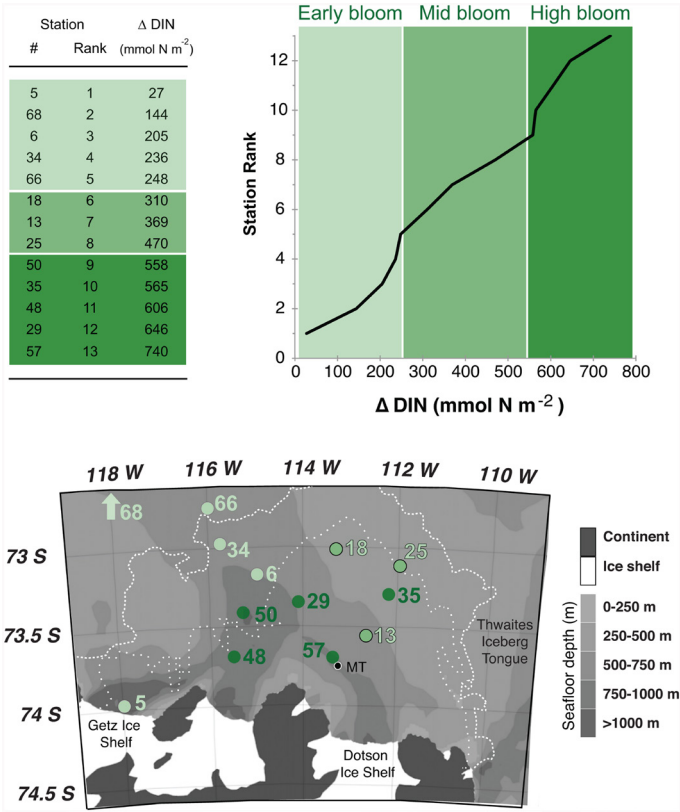 Station Δ DIN
# Rank (mmol N m-2)
5 1 27
68 2 144
6 3 205
34 4 236
66 5 248
18 6 310
13 7 369
25 8 470
50 9 558
35 10 565
48 11 606
29 12 646
57 13 740
Early bloom Mid bloom High bloom
Station Rank
12
10
8
6
4
2
0
0 100 200 300 400 500 600 700 800
Δ DIN (mmol N m-2)
118 W 116 W 114 W 112 W 110 W
73 S
73.5 S
74 S
74.5 S
68
66
34
18
25
6
29
35
50
13
48
57
MT
5
Thwaites
Iceberg
Tongue
Getz Ice
Shelf
Dotson
Ice Shelf
Continent
Ice shelf
Seafloor depth (m)
0-250 m
250-500 m
500-750 m
750-1000 m
>1000 m